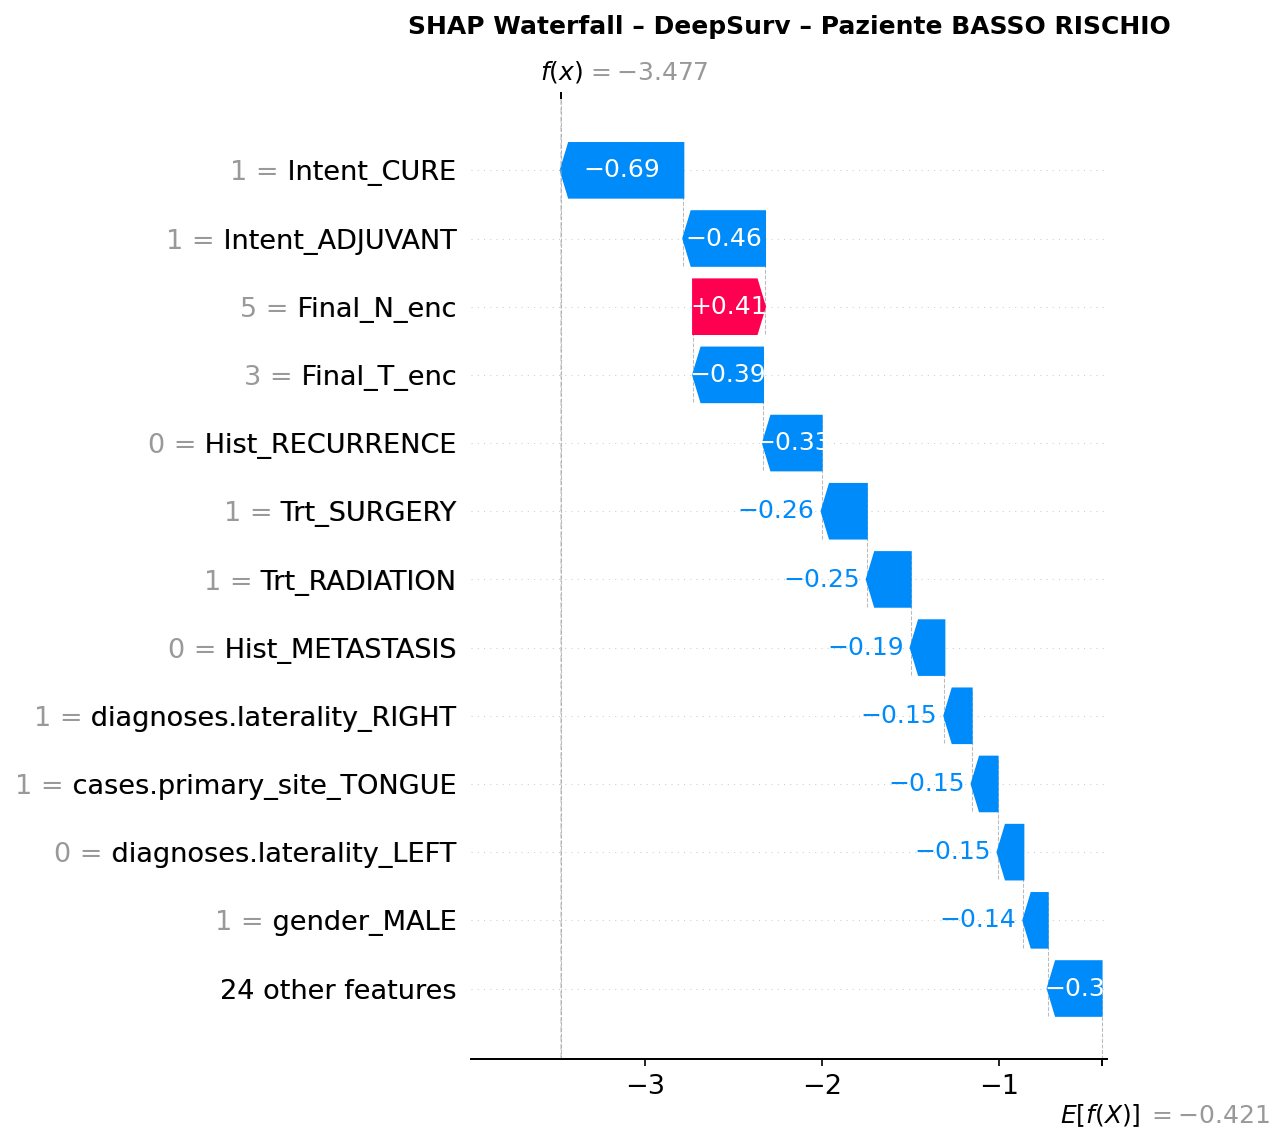 SHAP Waterfall – DeepSurv – Paziente BASSO RISCHIO
f(x) = −3.477
1 = Intent_CURE −0.69
1 = Intent_ADJUVANT −0.46
5 = Final_N_enc +0.41
3 = Final_T_enc −0.39
0 = Hist_RECURRENCE −0.33
1 = Trt_SURGERY −0.26
1 = Trt_RADIATION −0.25
0 = Hist_METASTASIS −0.19
1 = diagnoses.laterality_RIGHT −0.15
1 = cases.primary_site_TONGUE −0.15
0 = diagnoses.laterality_LEFT −0.15
1 = gender_MALE −0.14
24 other features −0.3
−3 −2 −1
E[f(X)] = −0.421